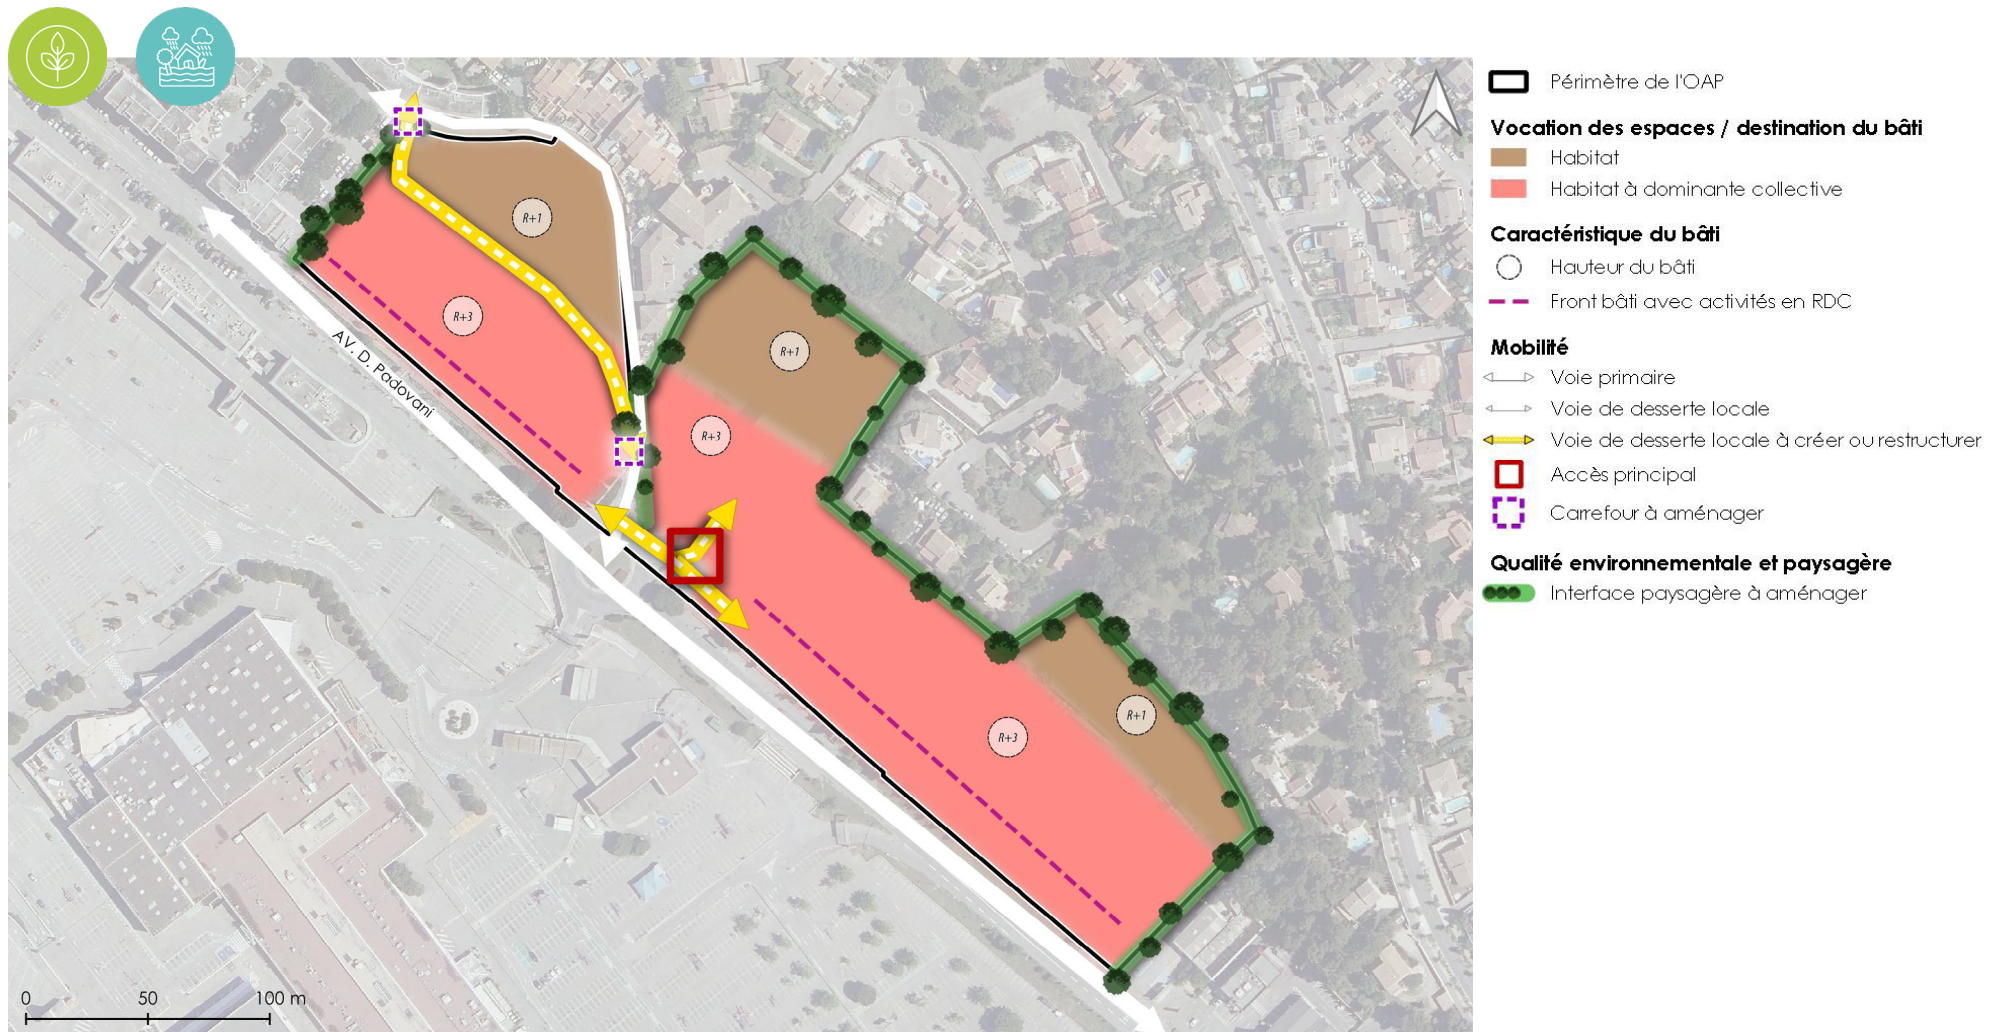 R+1
R+3
R+1
R+3
R+1
R+3
AV. D. Padovani
0 50 100 m
Périmètre de l'OAP
Vocation des espaces / destination du bâti
Habitat
Habitat à dominante collective
Caractéristique du bâti
Hauteur du bâti
Front bâti avec activités en RDC
Mobilité
Voie primaire
Voie de desserte locale
Voie de desserte locale à créer ou restructurer
Accès principal
Carrefour à aménager
Qualité environnementale et paysagère
Interface paysagère à aménager